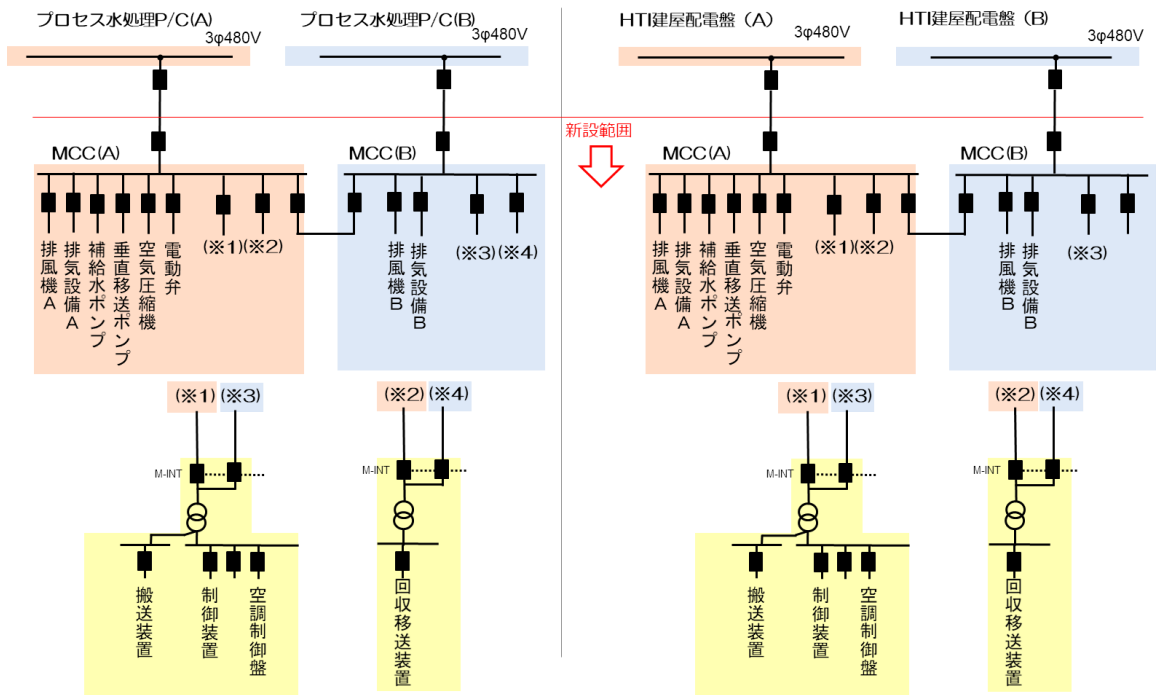 プロセス水処理P/C(A)
3φ480V
プロセス水処理P/C(B)
3φ480V
HTI建屋配電盤（A）
3φ480V
HTI建屋配電盤（B）
3φ480V
新設範囲
MCC(A)
排風機A
排気設備A
補給水ポンプ
垂直移送ポンプ
空気圧縮機
電動弁
(※1)
(※2)
MCC(B)
排風機B
排気設備B
(※3)
(※4)
MCC(A)
排風機A
排気設備A
補給水ポンプ
垂直移送ポンプ
空気圧縮機
電動弁
(※1)
(※2)
MCC(B)
排風機B
排気設備B
(※3)
(※1)
(※3)
M-INT
搬送装置
制御装置
空調制御盤
(※2)
(※4)
M-INT
回収移送装置
(※1)
(※3)
M-INT
搬送装置
制御装置
空調制御盤
(※2)
(※4)
M-INT
回収移送装置